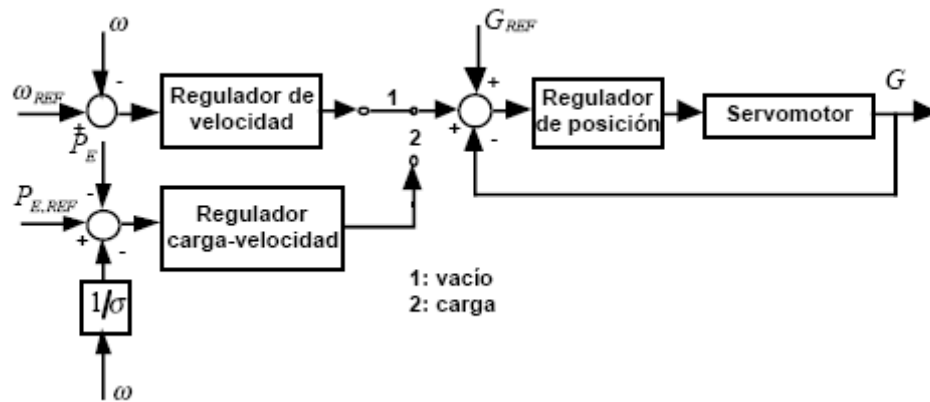 ω
G_REF
-
ω_REF
+
Regulador de
velocidad
1
+
+
-
Regulador
de posición
Servomotor
G
P_E
2
-
P_E,REF
+
-
Regulador
carga-velocidad
1/σ
1: vacío
2: carga
ω